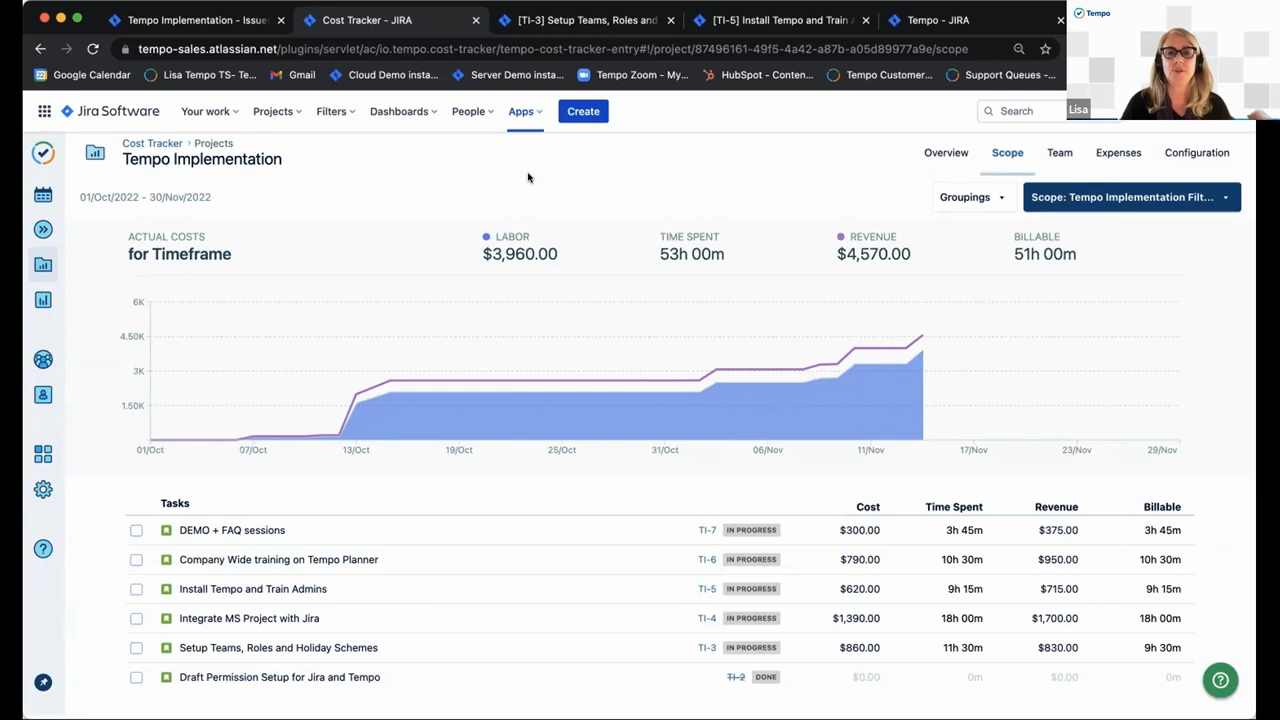 Tempo Implementation - Issue
Cost Tracker - JIRA
[TI-3] Setup Teams, Roles and
[TI-5] Install Tempo and Train A
Tempo - JIRA
Tempo
tempo-sales.atlassian.net/plugins/servlet/ac/io.tempo.cost-tracker/tempo-cost-tracker-entry#!/project/87496161-49f5-4a42-a87b-a05d89977a9e/scope
Google Calendar
Lisa Tempo TS- Te...
Gmail
Cloud Demo insta...
Server Demo insta...
Tempo Zoom - My...
HubSpot - Conten...
Tempo Customer...
Support Queues -...
Lisa
Jira Software
Your work
Projects
Filters
Dashboards
People
Apps
Create
Search
Cost Tracker > Projects
Tempo Implementation
Overview
Scope
Team
Expenses
Configuration
01/Oct/2022 - 30/Nov/2022
Groupings
Scope: Tempo Implementation Filt...
ACTUAL COSTS
for Timeframe
LABOR
$3,960.00
TIME SPENT
53h 00m
REVENUE
$4,570.00
BILLABLE
51h 00m
6K
4.50K
3K
1.50K
01/Oct 07/Oct 13/Oct 19/Oct 25/Oct 31/Oct 06/Nov 11/Nov 17/Nov 23/Nov 29/Nov
Tasks Cost Time Spent Revenue Billable
DEMO + FAQ sessions TI-7 IN PROGRESS $300.00 3h 45m $375.00 3h 45m
Company Wide training on Tempo Planner TI-6 IN PROGRESS $790.00 10h 30m $950.00 10h 30m
Install Tempo and Train Admins TI-5 IN PROGRESS $620.00 9h 15m $715.00 9h 15m
Integrate MS Project with Jira TI-4 IN PROGRESS $1,390.00 18h 00m $1,700.00 18h 00m
Setup Teams, Roles and Holiday Schemes TI-3 IN PROGRESS $860.00 11h 30m $830.00 9h 30m
Draft Permission Setup for Jira and Tempo TI-2 DONE $0.00 0m $0.00 0m